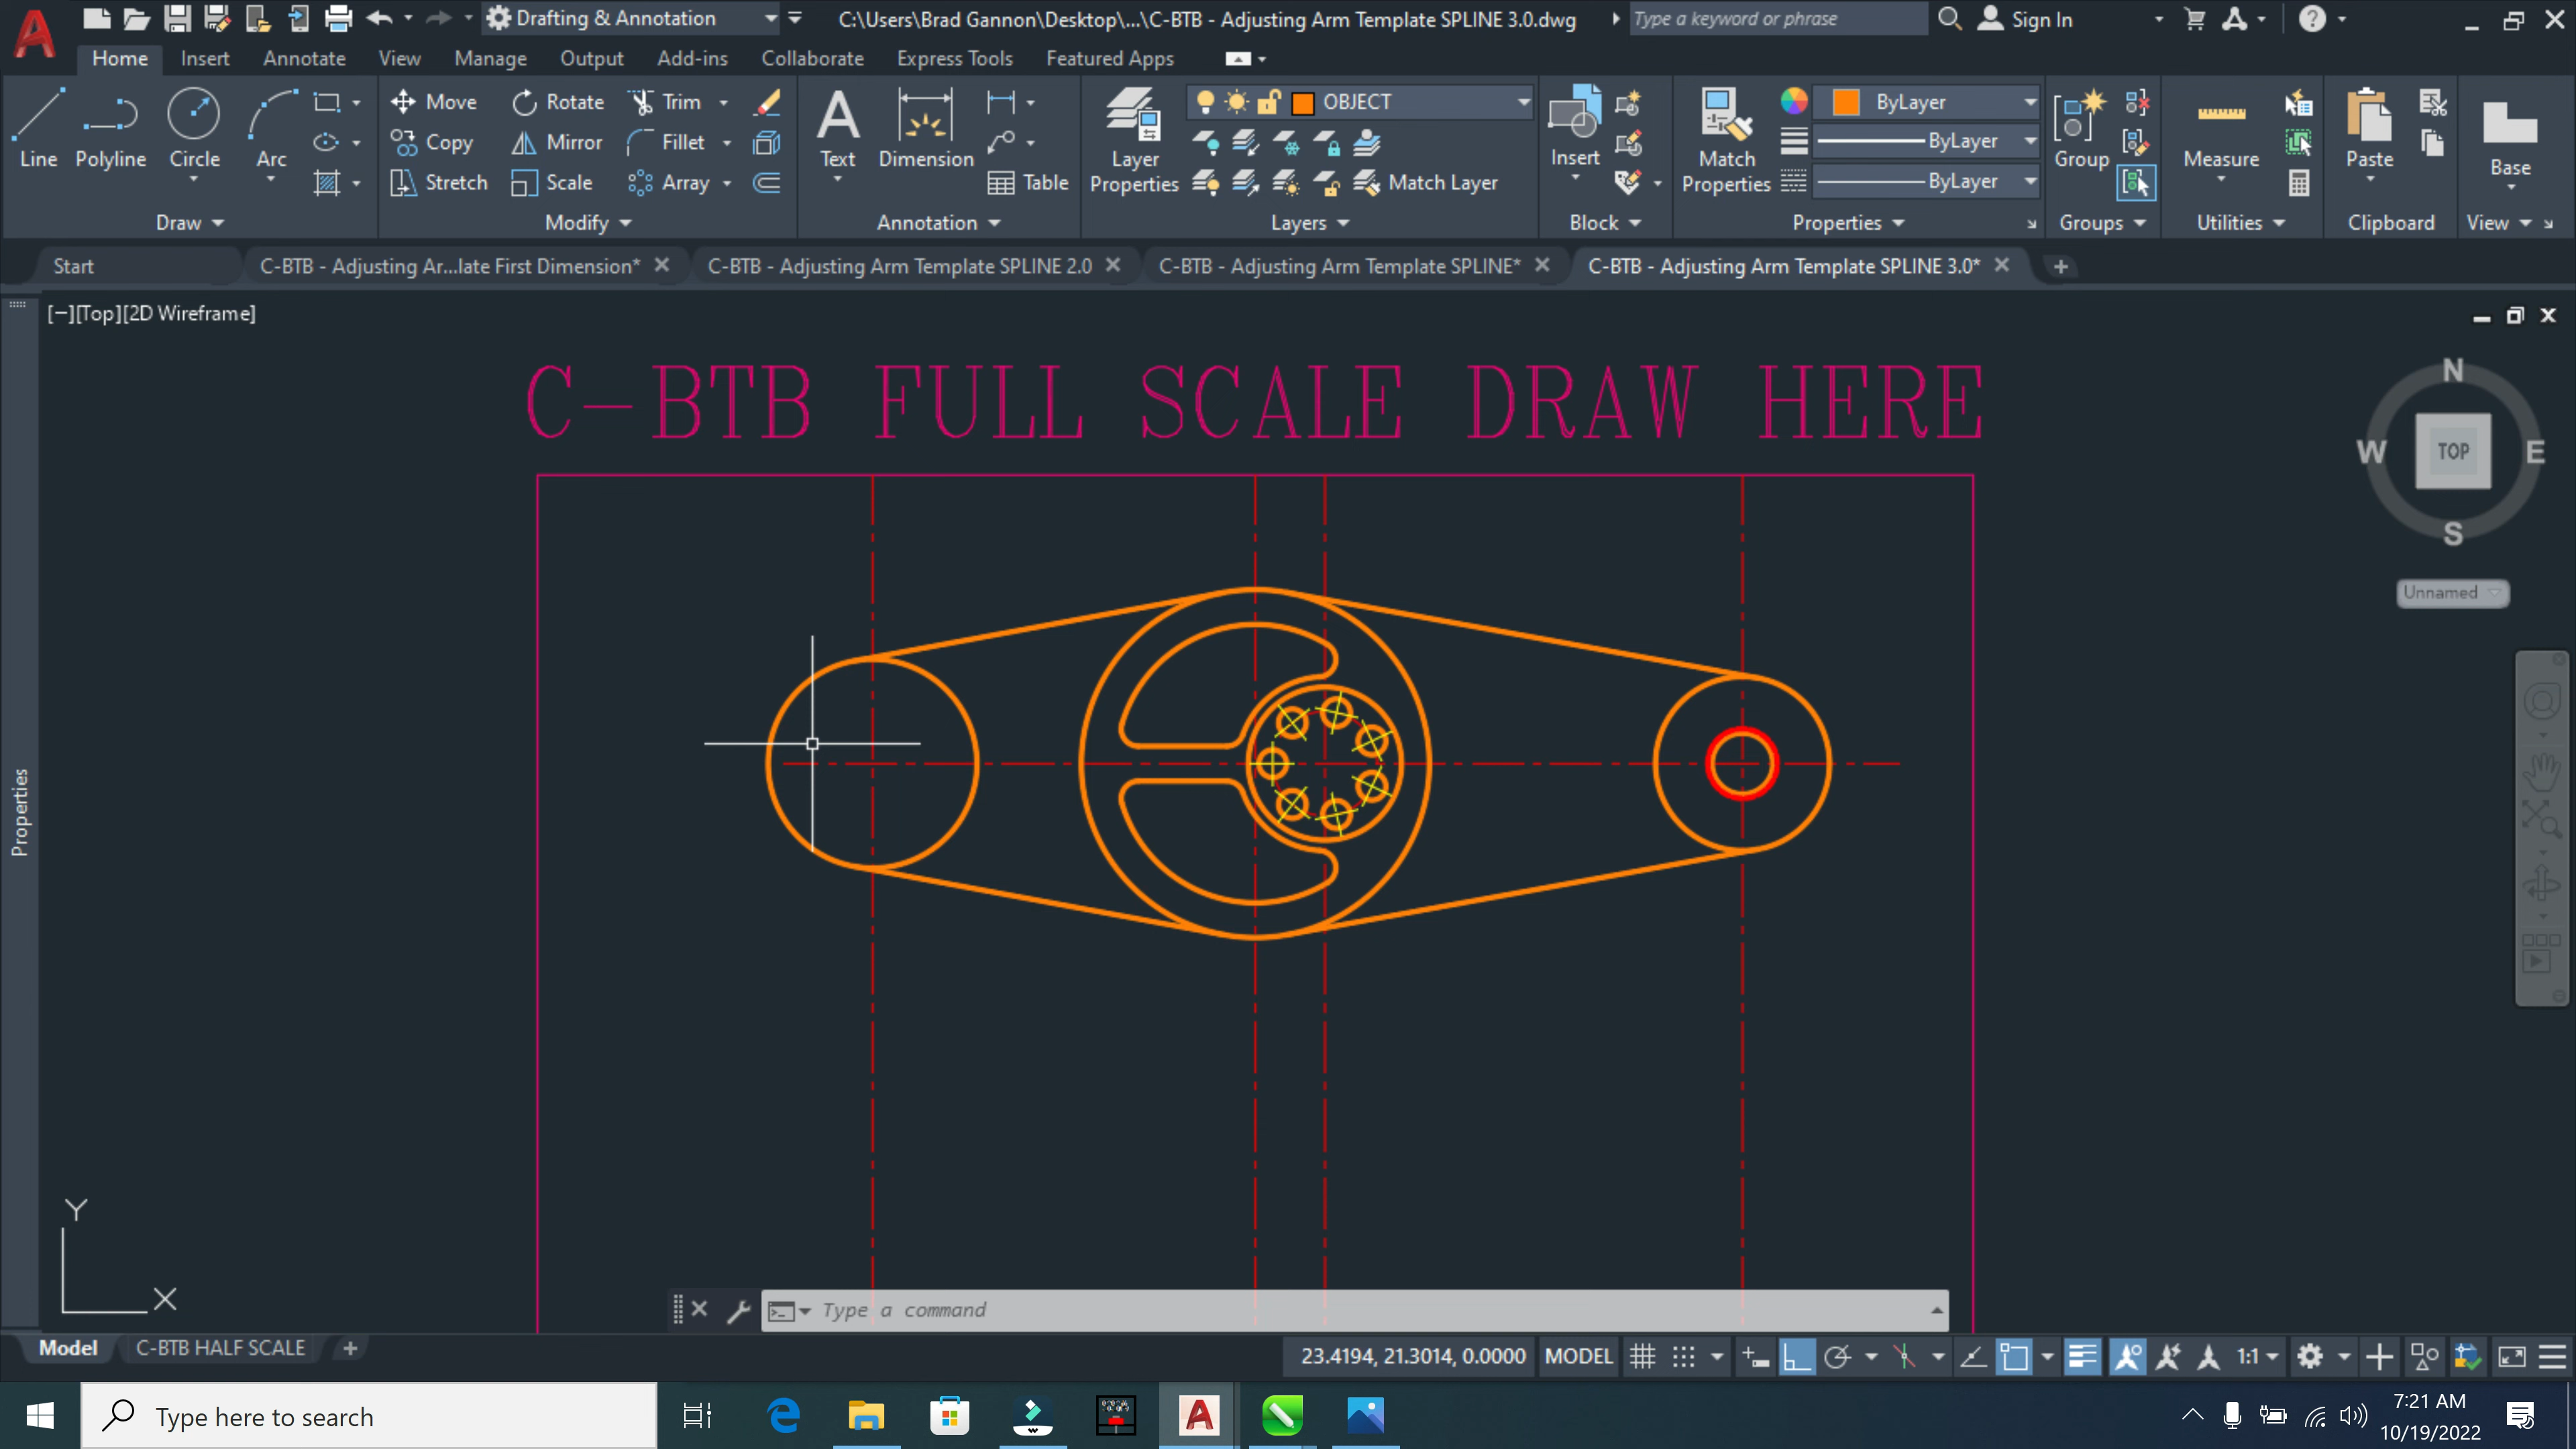 Drafting & Annotation
C:\Users\Brad Gannon\Desktop\...\C-BTB - Adjusting Arm Template SPLINE 3.0.dwg
Type a keyword or phrase
Sign In
Home Insert Annotate View Manage Output Add-ins Collaborate Express Tools Featured Apps
Line Polyline Circle Arc
Move Rotate Trim
Copy Mirror Fillet
Stretch Scale Array
Text Dimension Table
Layer Properties
OBJECT
Match Layer
Insert
Match Properties
ByLayer
ByLayer
ByLayer
Group
Measure
Paste
Base
Draw Modify Annotation Layers Block Properties Groups Utilities Clipboard View
Start
C-BTB - Adjusting Ar...late First Dimension*
C-BTB - Adjusting Arm Template SPLINE 2.0
C-BTB - Adjusting Arm Template SPLINE*
C-BTB - Adjusting Arm Template SPLINE 3.0*
[−][Top][2D Wireframe]
C-BTB FULL SCALE DRAW HERE
N
W TOP E
S
Unnamed
Properties
Y
X
Type a command
Model C-BTB HALF SCALE
23.4194, 21.3014, 0.0000 MODEL
1:1
Type here to search
7:21 AM
10/19/2022